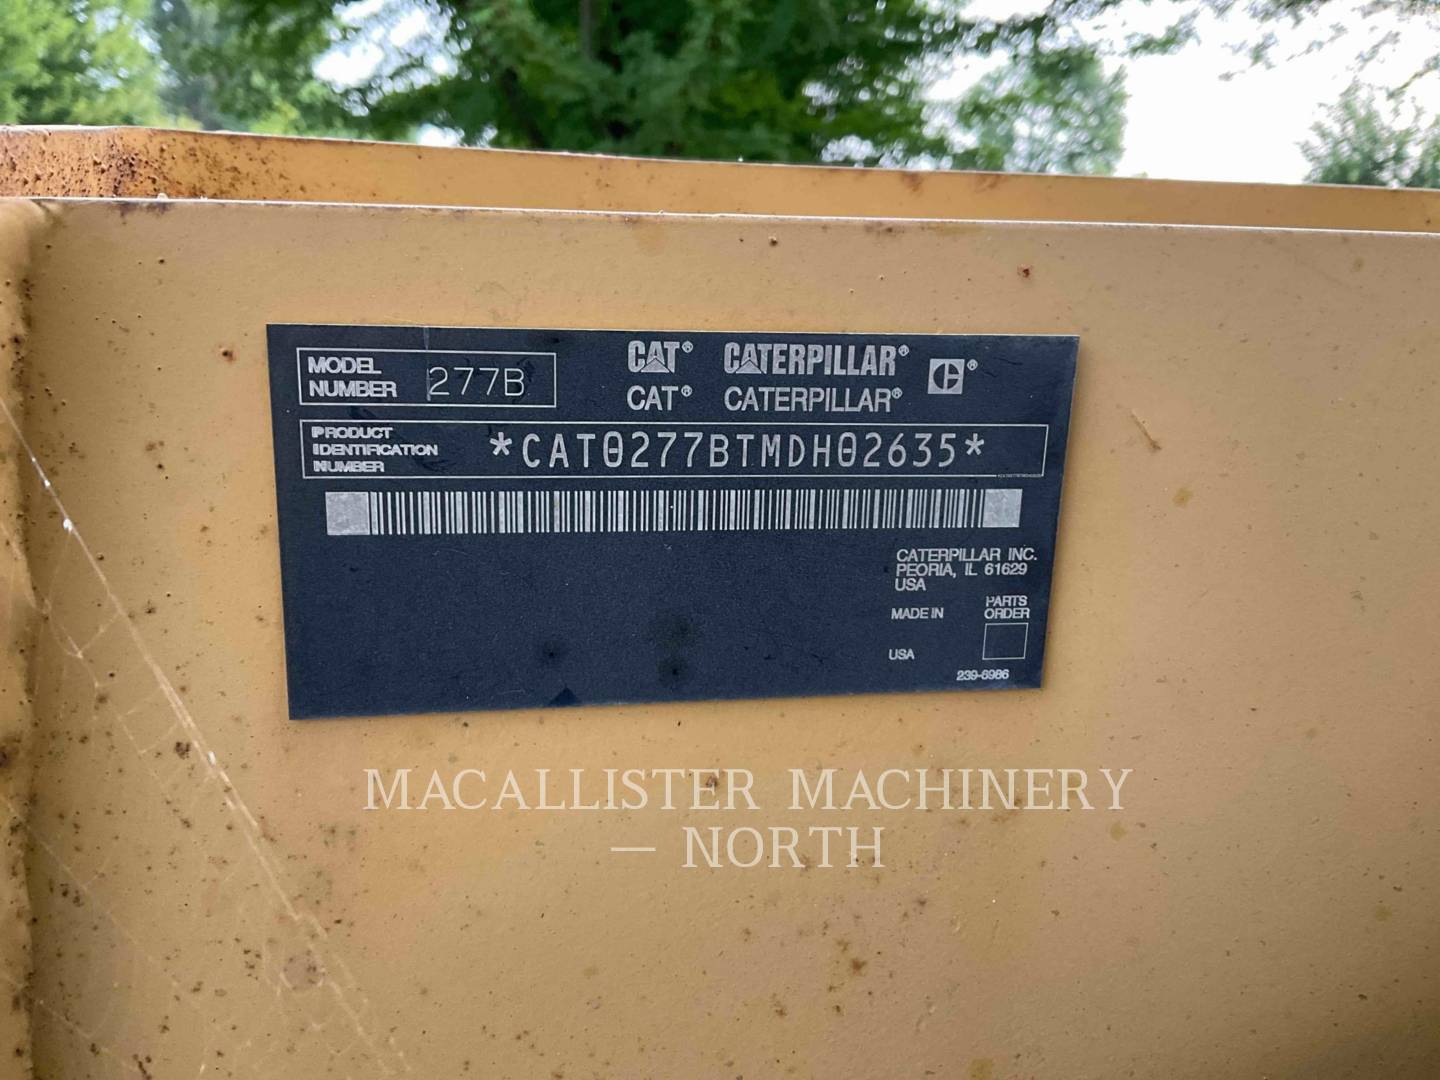 MODEL
NUMBER
277B
CAT® CATERPILLAR® ®
CAT® CATERPILLAR®
PRODUCT
IDENTIFICATION
NUMBER
*CAT0277BTMDH02635*
CATERPILLAR INC.
PEORIA, IL 61629
USA
MADE IN
USA
PARTS
ORDER
239-6986
MACALLISTER MACHINERY
— NORTH